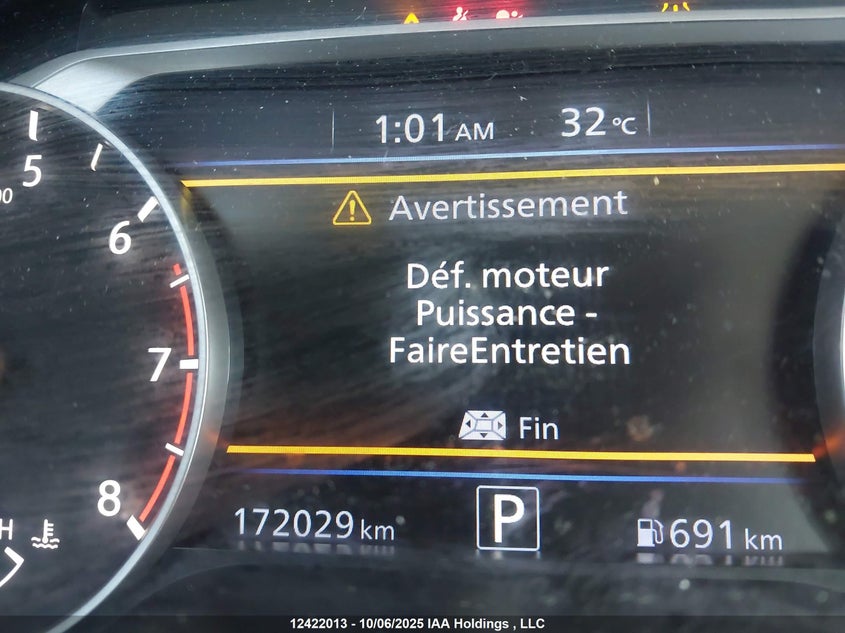 1:01 AM 32°C
5
6
7
8
Avertissement
Déf. moteur
Puissance -
FaireEntretien
Fin
H
172029 km P 691 km
12422013 - 10/06/2025 IAA Holdings , LLC